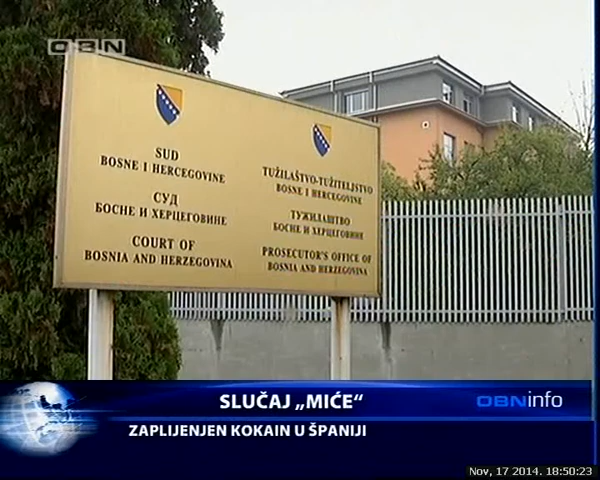 OBN
SUD
BOSNE I HERCEGOVINE
СУД
БОСНЕ И ХЕРЦЕГОВИНЕ
COURT OF
BOSNIA AND HERZEGOVINA
TUŽILAŠTVO-TUŽITELJSTVO
BOSNE I HERCEGOVINE
ТУЖИЛАШТВО
БОСНЕ И ХЕРЦЕГОВИНЕ
PROSECUTOR'S OFFICE OF
BOSNIA AND HERZEGOVINA
SLUČAJ „MIĆE“
OBNinfo
ZAPLIJENJEN KOKAIN U ŠPANIJI
Nov, 17 2014. 18:50:23